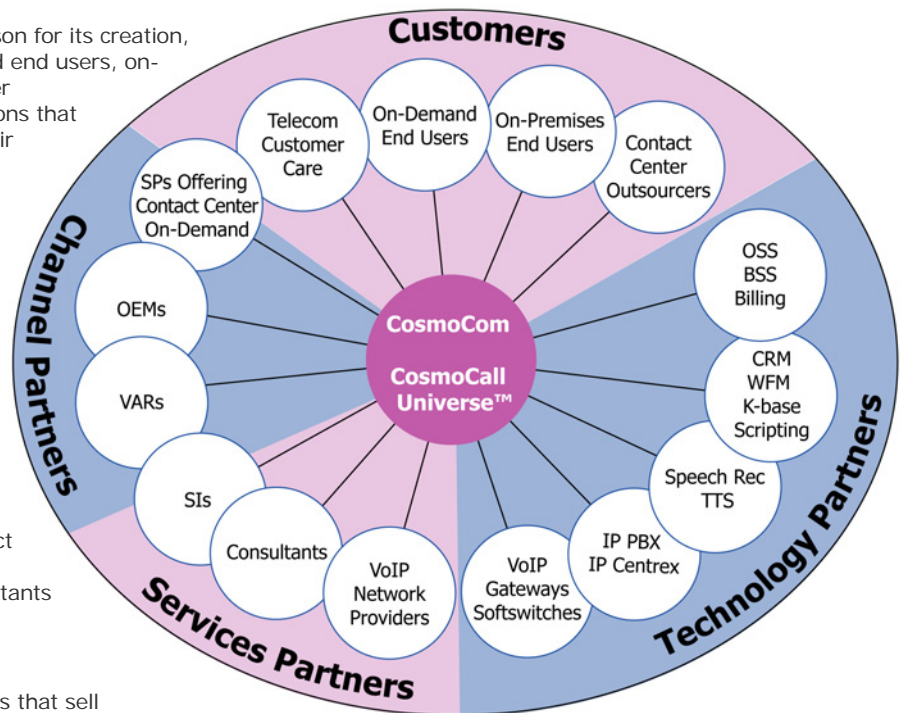 son for its creation,
d end users, on-
er
ons that
ir
ct
tants
s that sell
Customers
Telecom
Customer
Care
On-Demand
End Users
On-Premises
End Users
Contact
Center
Outsourcers
Channel Partners
SPs Offering
Contact Center
On-Demand
OEMs
VARs
CosmoCom
CosmoCall
Universe™
Technology Partners
OSS
BSS
Billing
CRM
WFM
K-base
Scripting
Speech Rec
TTS
IP PBX
IP Centrex
VoIP
Gateways
Softswitches
Services Partners
SIs
Consultants
VoIP
Network
Providers